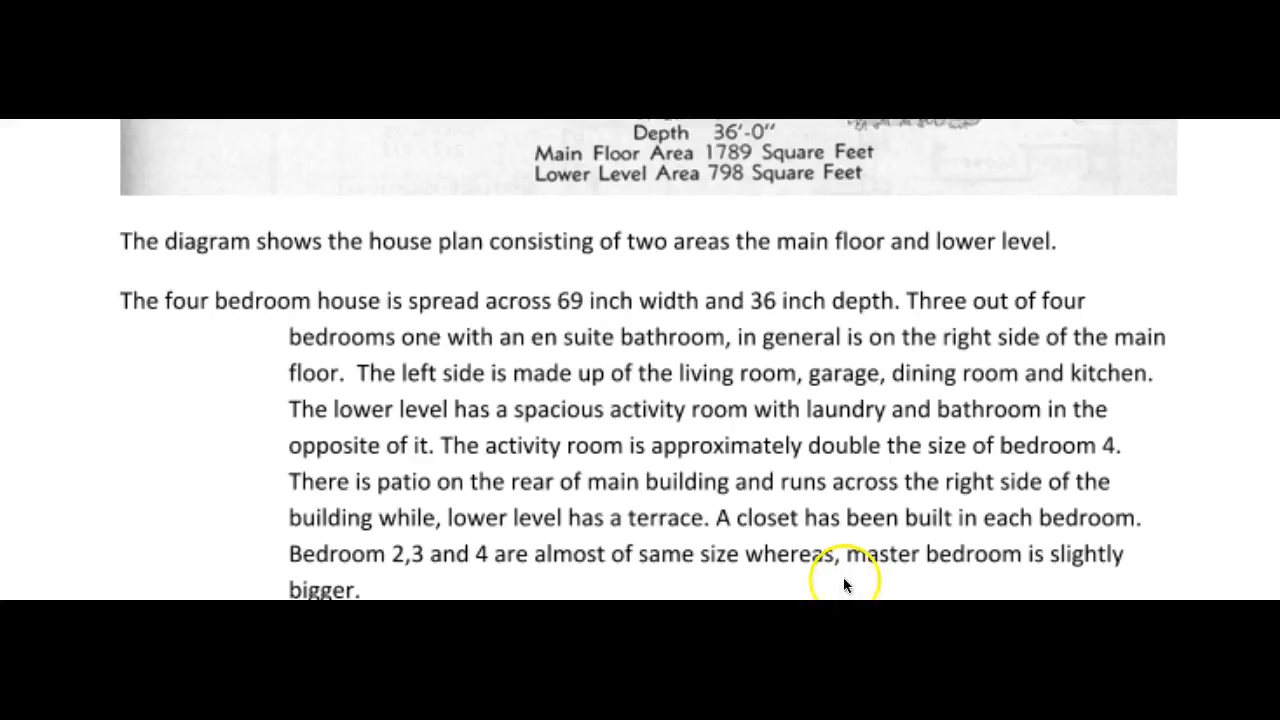 Depth 36'-0"
Main Floor Area 1789 Square Feet
Lower Level Area 798 Square Feet
The diagram shows the house plan consisting of two areas the main floor and lower level.
The four bedroom house is spread across 69 inch width and 36 inch depth. Three out of four
bedrooms one with an en suite bathroom, in general is on the right side of the main
floor.  The left side is made up of the living room, garage, dining room and kitchen.
The lower level has a spacious activity room with laundry and bathroom in the
opposite of it. The activity room is approximately double the size of bedroom 4.
There is patio on the rear of main building and runs across the right side of the
building while, lower level has a terrace. A closet has been built in each bedroom.
Bedroom 2,3 and 4 are almost of same size whereas, master bedroom is slightly
bigger.